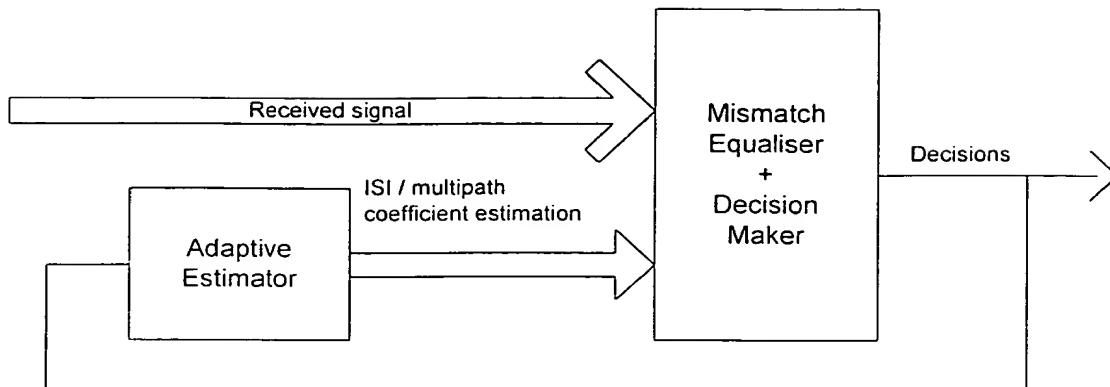 Received signal
Mismatch
Equaliser
+
Decision
Maker
Decisions
ISI / multipath
coefficient estimation
Adaptive
Estimator